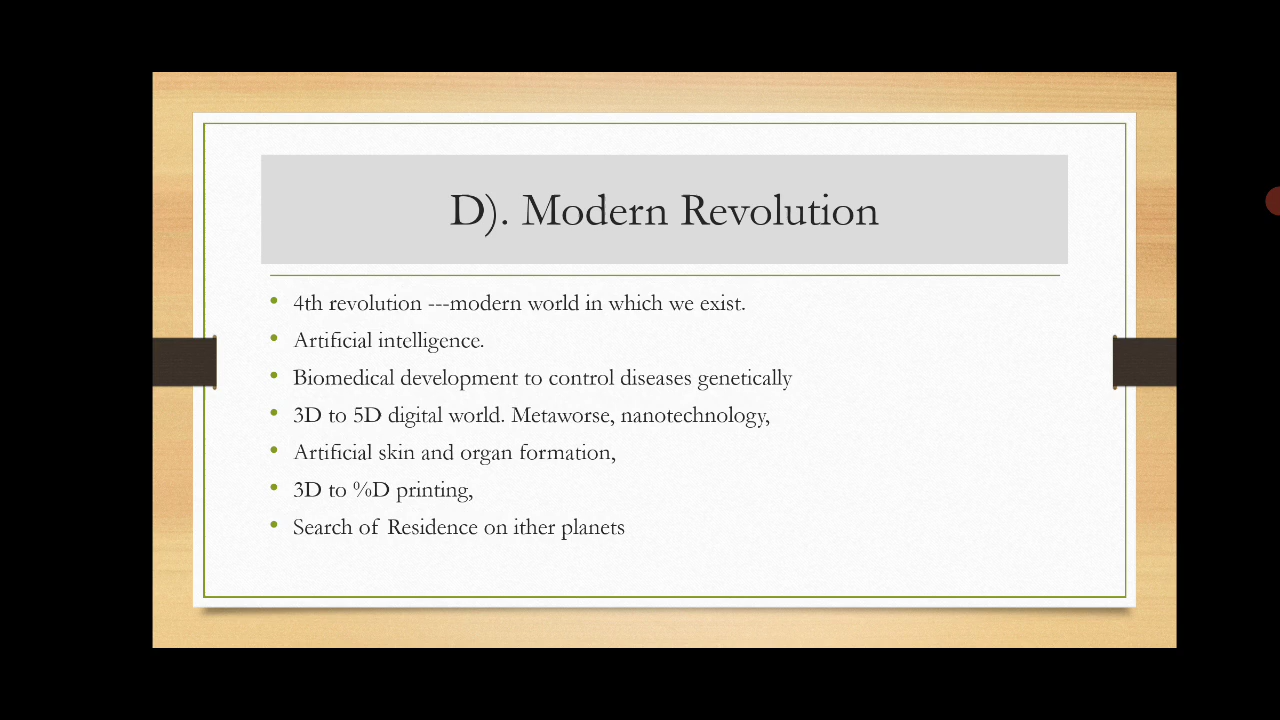 D). Modern Revolution
• 4th revolution ---modern world in which we exist.
• Artificial intelligence.
• Biomedical development to control diseases genetically
• 3D to 5D digital world. Metaworse, nanotechnology,
• Artificial skin and organ formation,
• 3D to %D printing,
• Search of Residence on ither planets